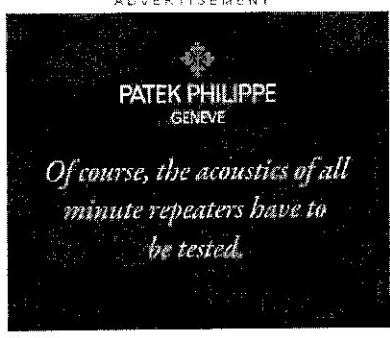 ADVERTISEMENT
PATEK PHILIPPE
GENEVE
Of course, the acoustics of all
minute repeaters have to
be tested.